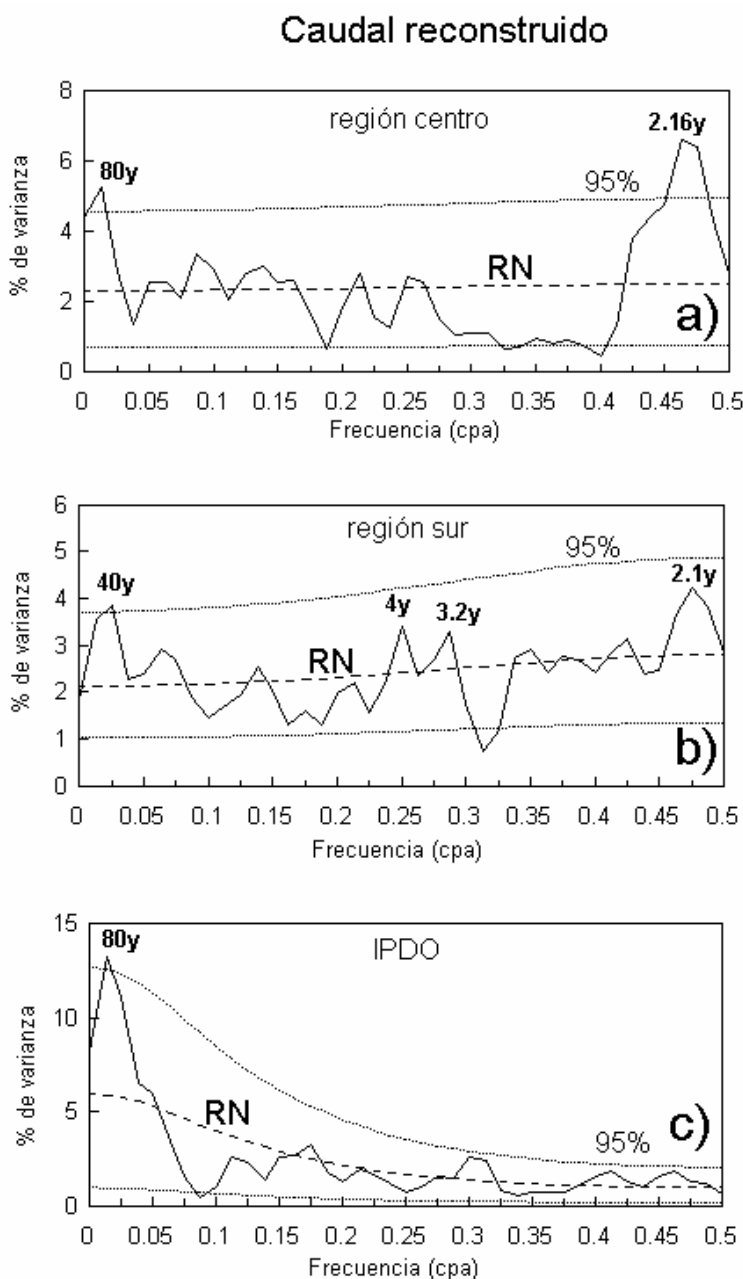 Caudal reconstruido
8
6
4
2
0
% de varianza
región centro
80y
2.16y
95%
RN
a)
0 0.05 0.1 0.15 0.2 0.25 0.3 0.35 0.4 0.45 0.5
Frecuencia (cpa)
6
5
4
3
2
1
0
% de varianza
región sur
40y
4y
3.2y
2.1y
95%
RN
b)
0 0.05 0.1 0.15 0.2 0.25 0.3 0.35 0.4 0.45 0.5
Frecuencia (cpa)
15
10
5
0
% de varianza
IPDO
80y
RN
95%
c)
0 0.05 0.1 0.15 0.2 0.25 0.3 0.35 0.4 0.45 0.5
Frecuencia (cpa)